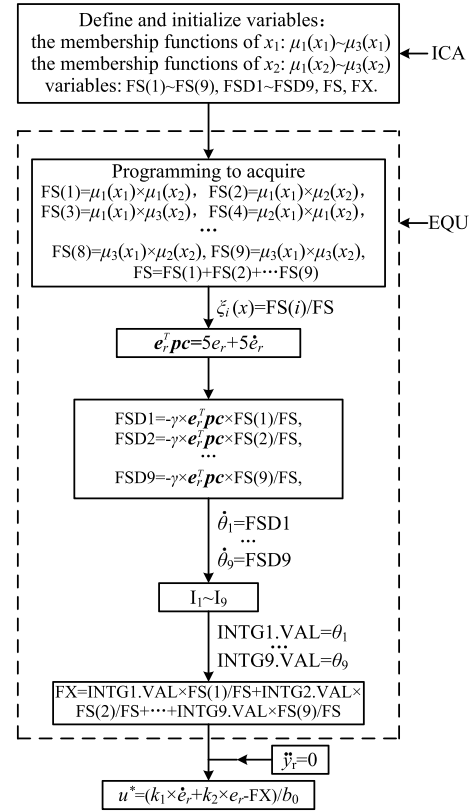 Define and initialize variables:
the membership functions of x₁: μ₁(x₁)~μ₃(x₁)
the membership functions of x₂: μ₁(x₂)~μ₃(x₂)
variables: FS(1)~FS(9), FSD1~FSD9, FS, FX.
ICA
Programming to acquire
FS(1)=μ₁(x₁)×μ₁(x₂), FS(2)=μ₁(x₁)×μ₂(x₂),
FS(3)=μ₁(x₁)×μ₃(x₂), FS(4)=μ₂(x₁)×μ₁(x₂),
...
FS(8)=μ₃(x₁)×μ₂(x₂), FS(9)=μ₃(x₁)×μ₃(x₂),
FS=FS(1)+FS(2)+···FS(9)
EQU
ξᵢ(x)=FS(i)/FS
eᵣᵀpc=5eᵣ+5ėᵣ
FSD1=-γ×eᵣᵀpc×FS(1)/FS,
FSD2=-γ×eᵣᵀpc×FS(2)/FS,
...
FSD9=-γ×eᵣᵀpc×FS(9)/FS,
θ̇₁=FSD1
...
θ̇₉=FSD9
I₁~I₉
INTG1.VAL=θ₁
...
INTG9.VAL=θ₉
FX=INTG1.VAL×FS(1)/FS+INTG2.VAL×
FS(2)/FS+···+INTG9.VAL×FS(9)/FS
ÿᵣ=0
u*=(k₁×ėᵣ+k₂×eᵣ-FX)/b₀